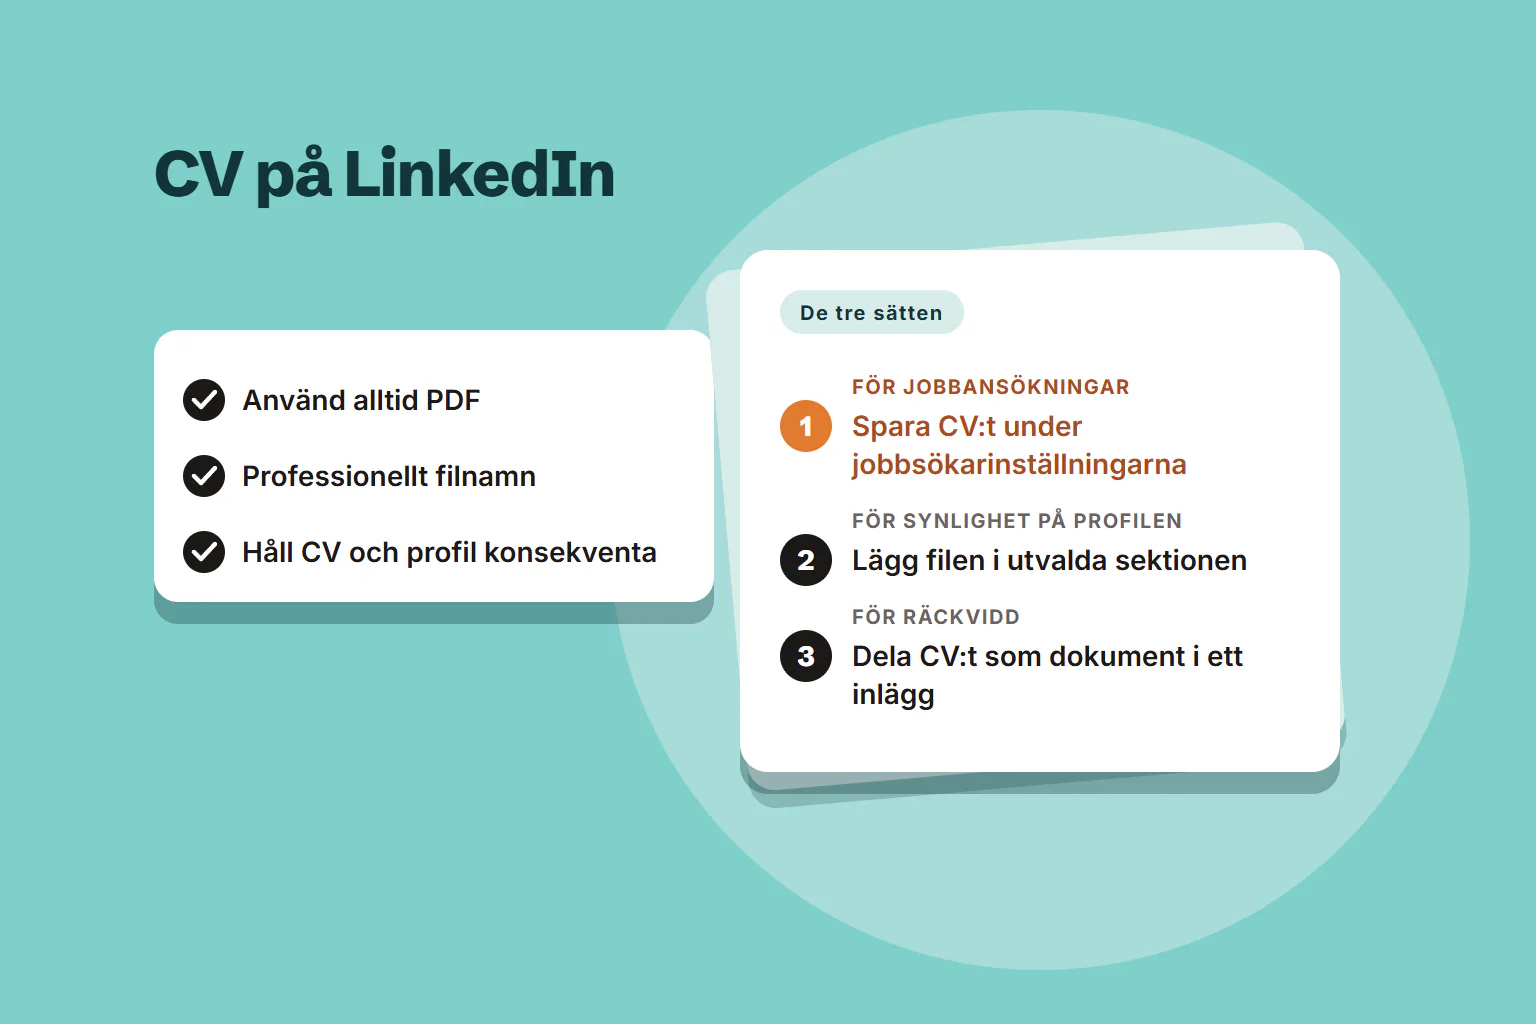 CV på LinkedIn
Använd alltid PDF
Professionellt filnamn
Håll CV och profil konsekventa
De tre sätten
FÖR JOBBANSÖKNINGAR
1
Spara CV:t under
jobbsökarinställningarna
FÖR SYNLIGHET PÅ PROFILEN
2
Lägg filen i utvalda sektionen
FÖR RÄCKVIDD
3
Dela CV:t som dokument i ett
inlägg